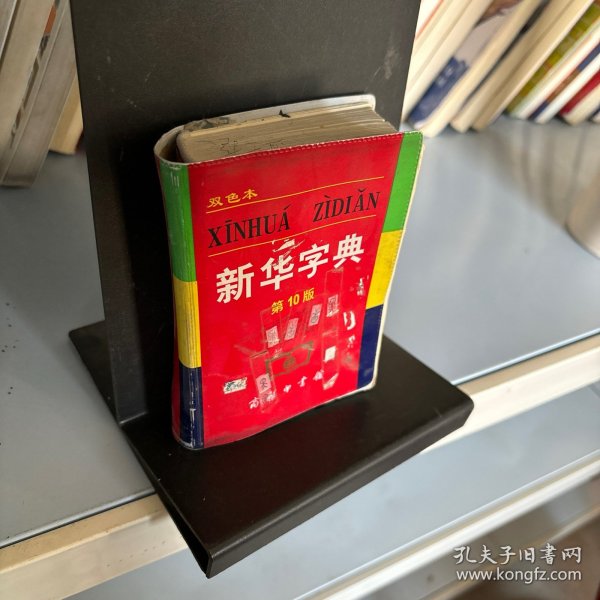 双色本
XĪNHUÁ ZÌDIǍN
新华字典
第10版
商务印书馆
孔夫子旧书网
www.kongfz.com